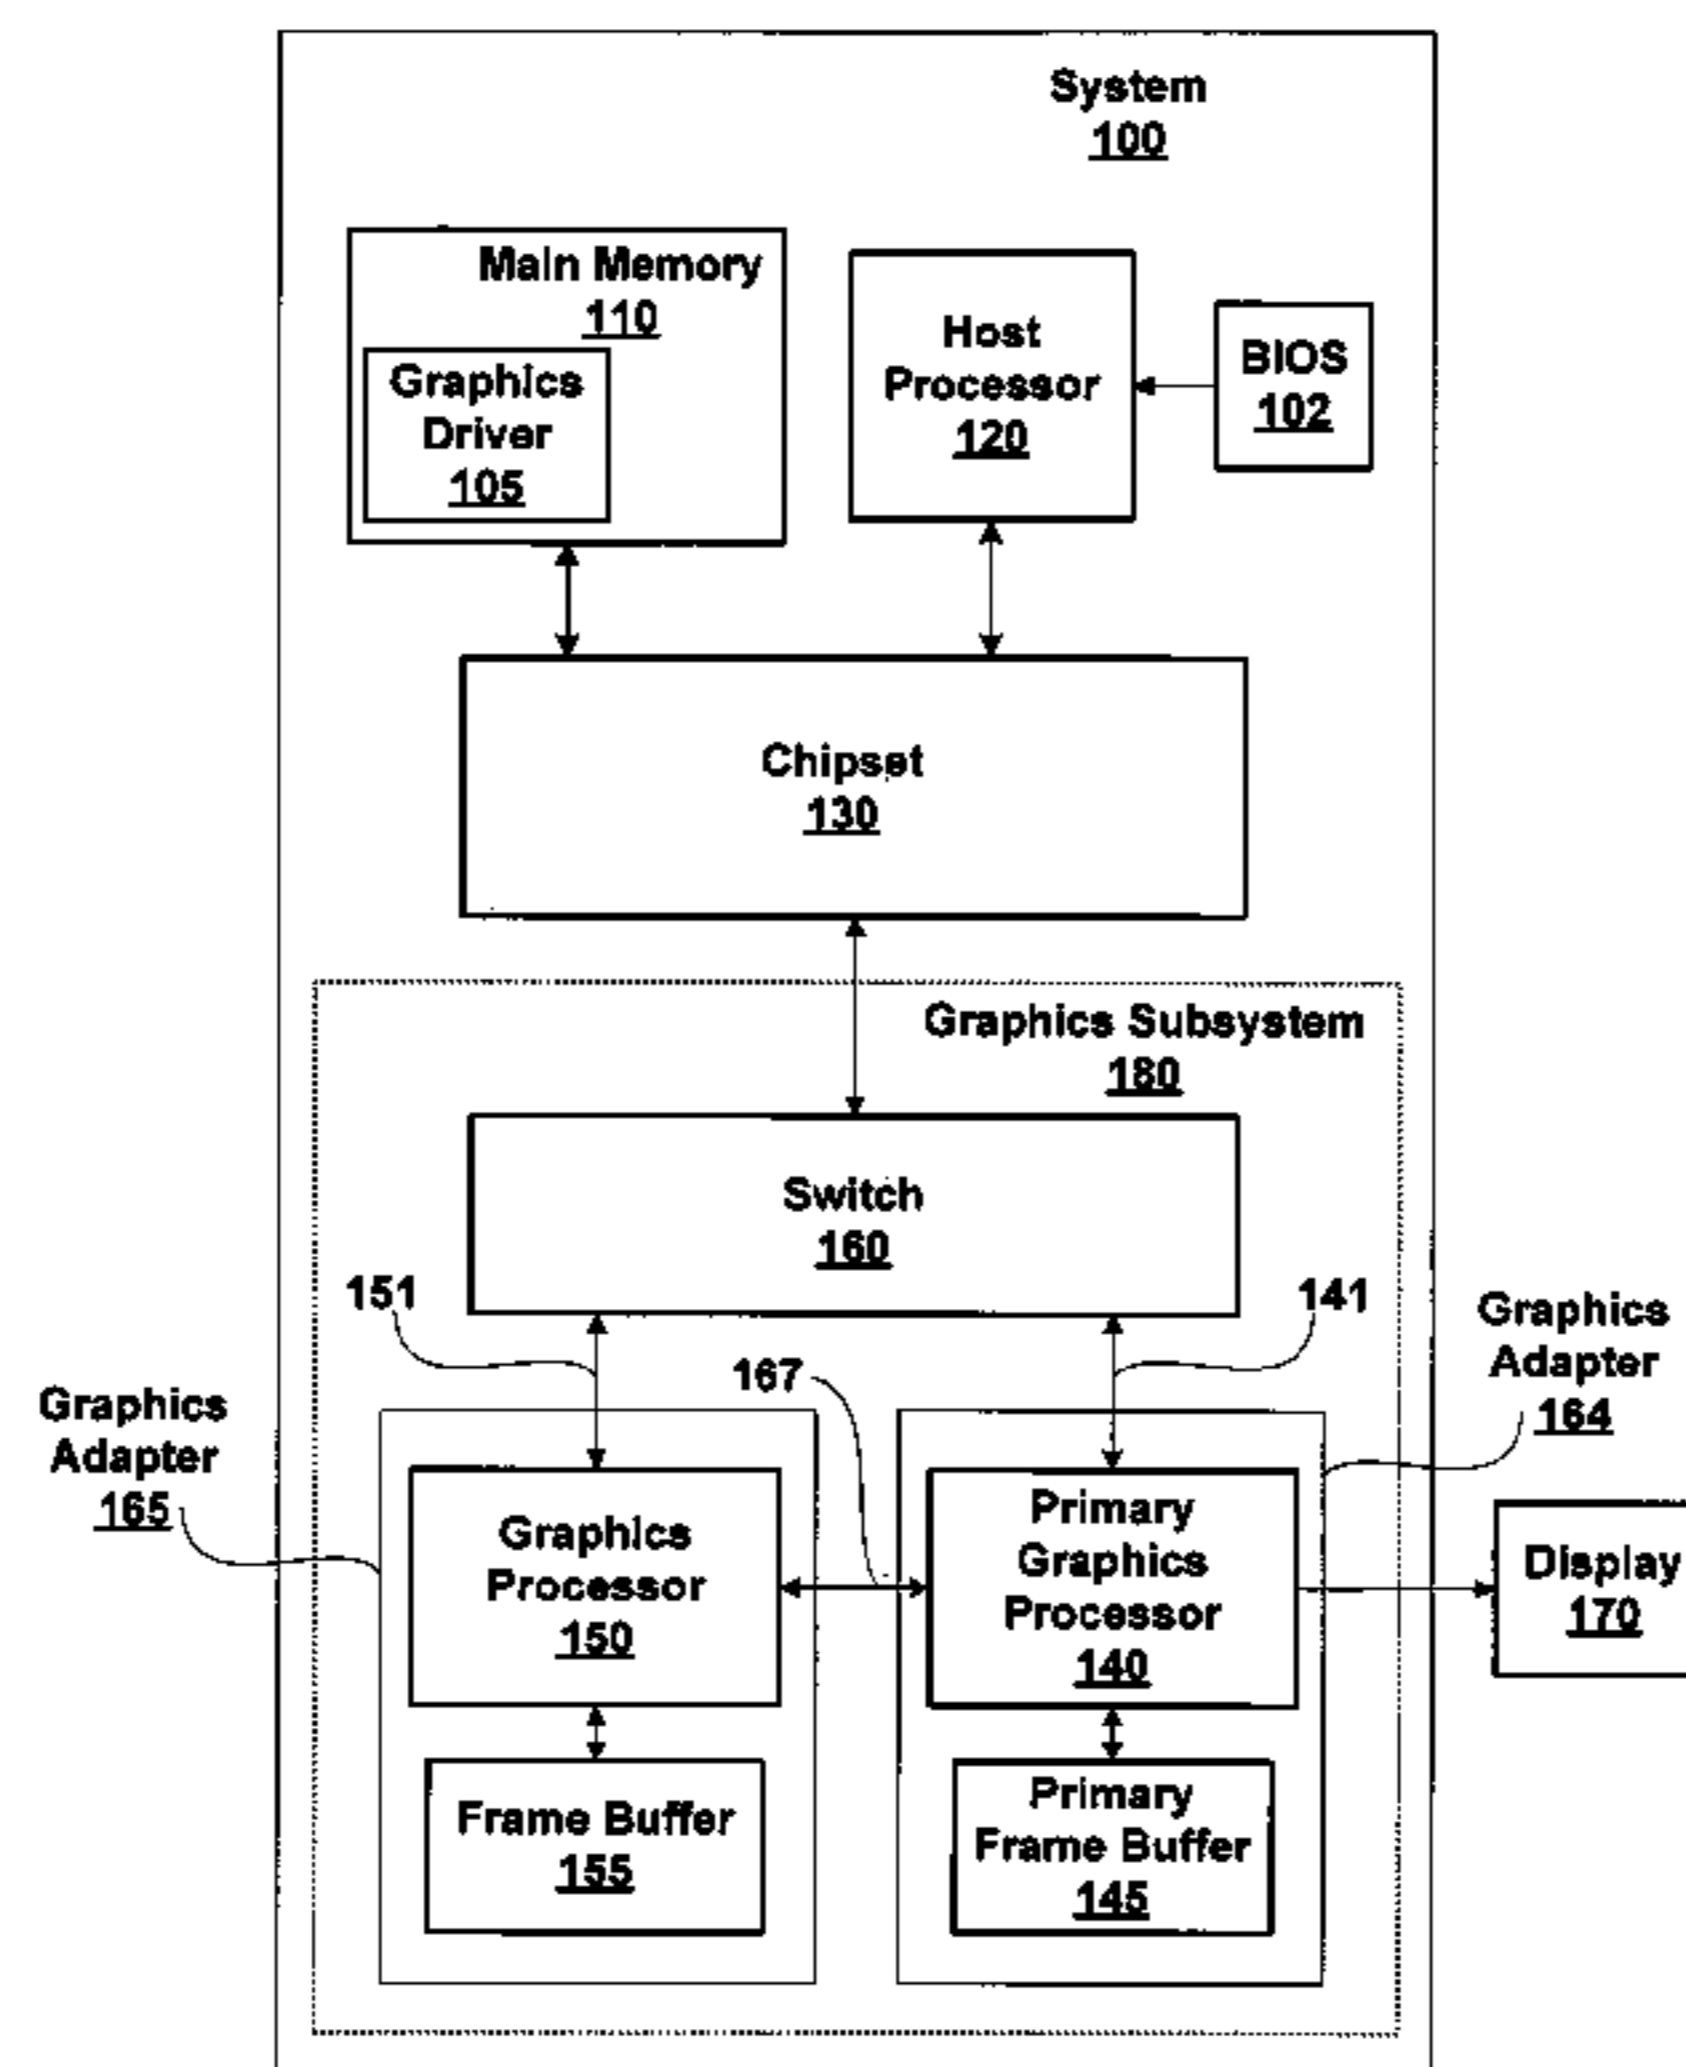 System
100
Main Memory
110
Graphics
Driver
105
Host
Processor
120
BIOS
102
Chipset
130
Graphics Subsystem
180
Switch
160
151
141
167
Graphics
Adapter
164
Graphics
Adapter
165
Graphics
Processor
150
Primary
Graphics
Processor
140
Display
170
Frame Buffer
155
Primary
Frame Buffer
145